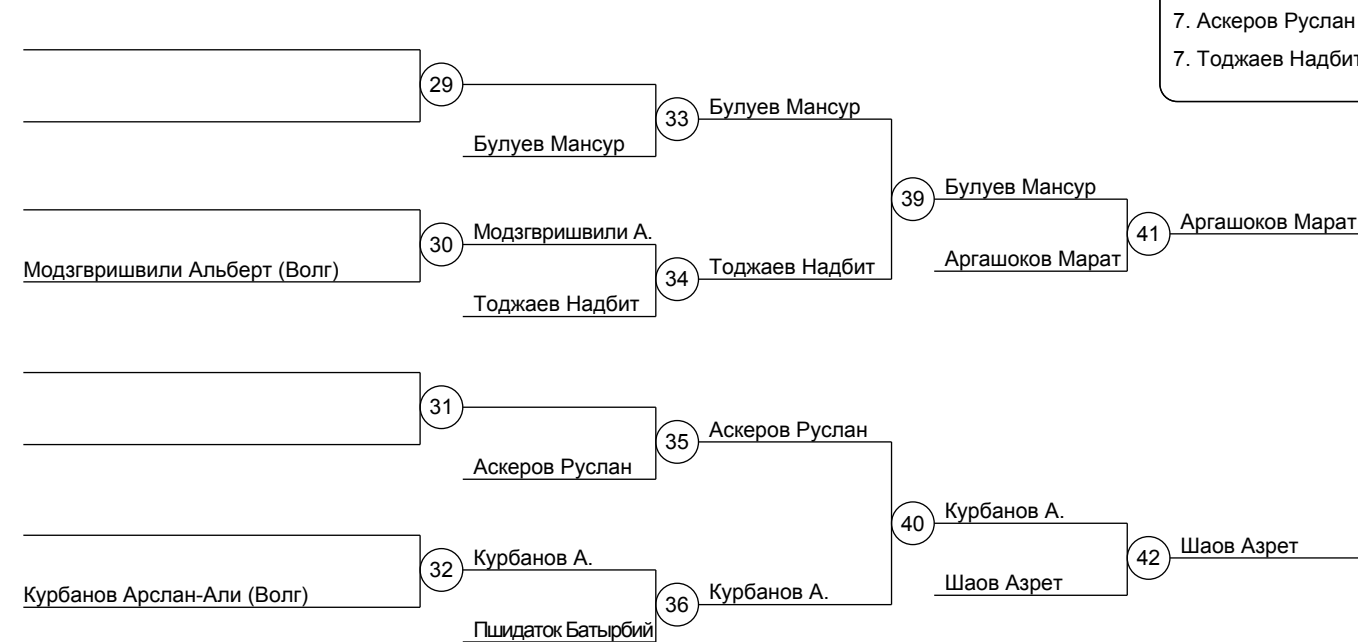 7. Аскеров Руслан
7. Тоджаев Надбит
29
Булуев Мансур
33
Булуев Мансур
Модзгвришвили Альберт (Волг)
30
Модзгвришвили А.
Тоджаев Надбит
34
Тоджаев Надбит
39
Булуев Мансур
Аргашоков Марат
41
Аргашоков Марат
31
Аскеров Руслан
35
Аскеров Руслан
Курбанов Арслан-Али (Волг)
32
Курбанов А.
Пшидаток Батырбий
36
Курбанов А.
40
Курбанов А.
Шаов Азрет
42
Шаов Азрет